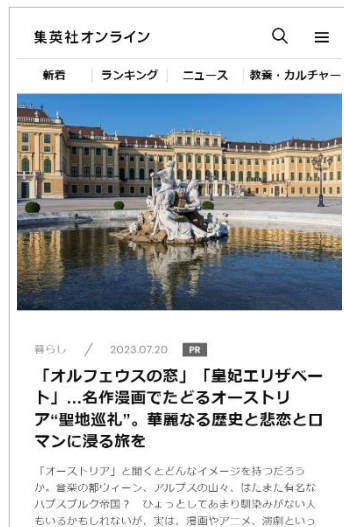 集英社オンライン
新着 ランキング ニュース 教養・カルチャー
暮らし / 2023.07.20 PR
「オルフェウスの窓」「皇妃エリザベー
ト」...名作漫画でたどるオーストリ
ア“聖地巡礼”。華麗なる歴史と悲恋とロ
マンに浸る旅を
「オーストリア」と聞くとどんなイメージを持つだろう
か。音楽の都ウィーン、アルプスの山々、はたまた有名な
ハプスブルク帝国？ ひょっとしてあまり馴染みがない人
もいるかもしれないが、実は、漫画やアニメ、演劇といっ